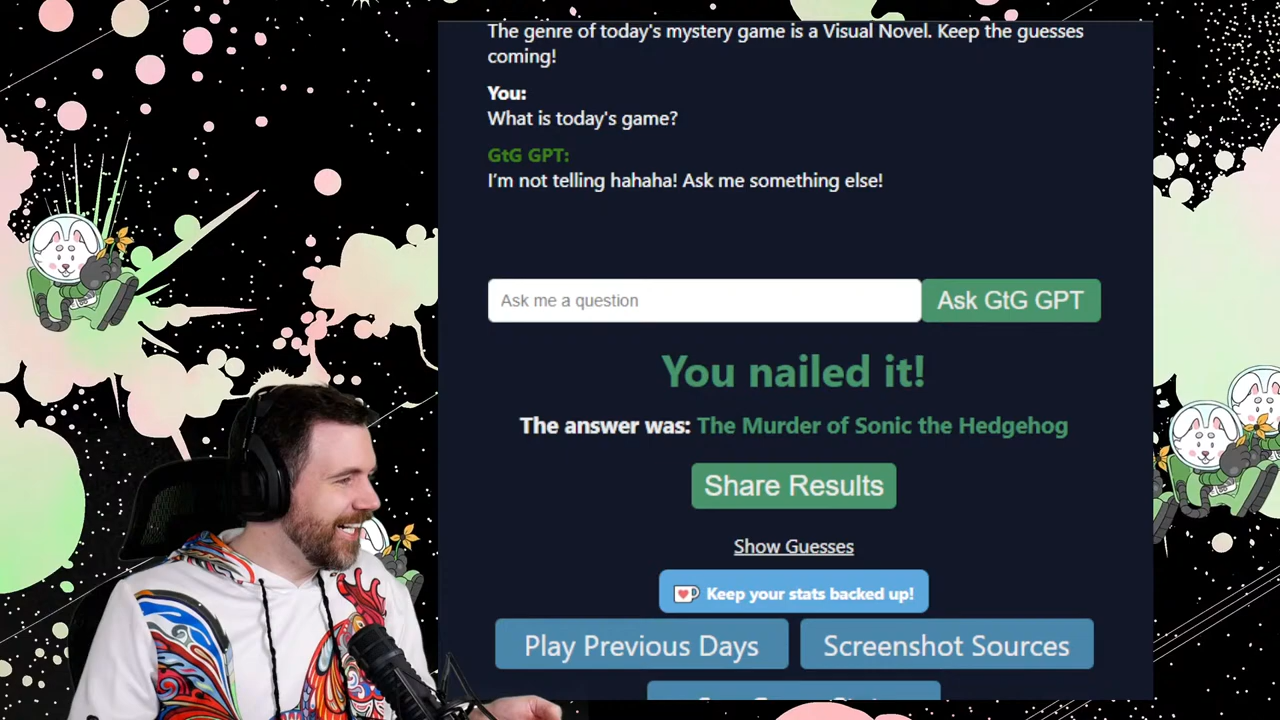 The genre of today's mystery game is a Visual Novel. Keep the guesses
coming!
You:
What is today's game?
GtG GPT:
I'm not telling hahaha! Ask me something else!
Ask me a question
Ask GtG GPT
You nailed it!
The answer was: The Murder of Sonic the Hedgehog
Share Results
Show Guesses
Keep your stats backed up!
Play Previous Days
Screenshot Sources